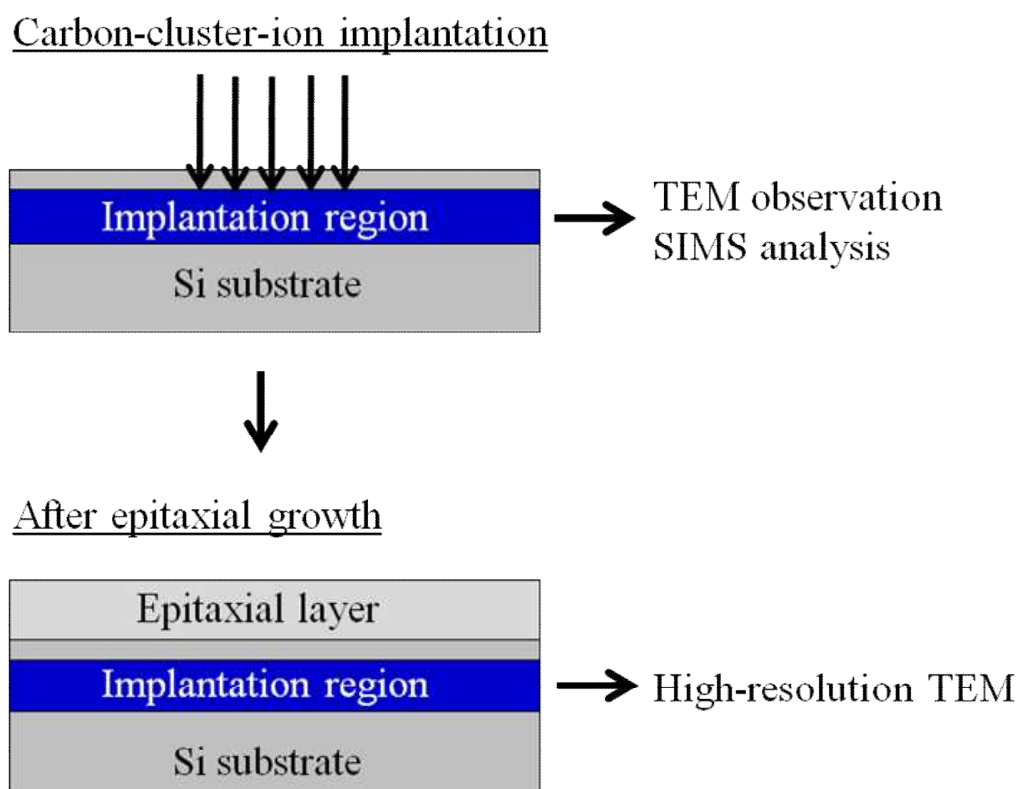 Carbon-cluster-ion implantation
Implantation region
Si substrate
TEM observation
SIMS analysis
After epitaxial growth
Epitaxial layer
Implantation region
Si substrate
High-resolution TEM